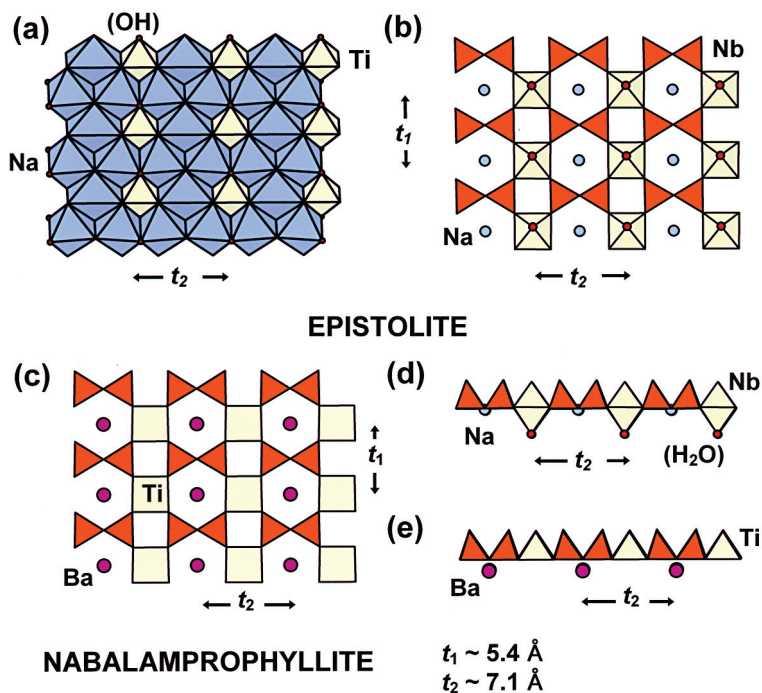 (a)
(OH)
Ti
Na
t2
(b)
Nb
t1
Na
t2
EPISTOLITE
(c)
Ti
t1
Ba
t2
(d)
Nb
Na
(H2O)
t2
(e)
Ti
Ba
t2
NABALAMPROPHYLLITE
t1 ~ 5.4 Å
t2 ~ 7.1 Å